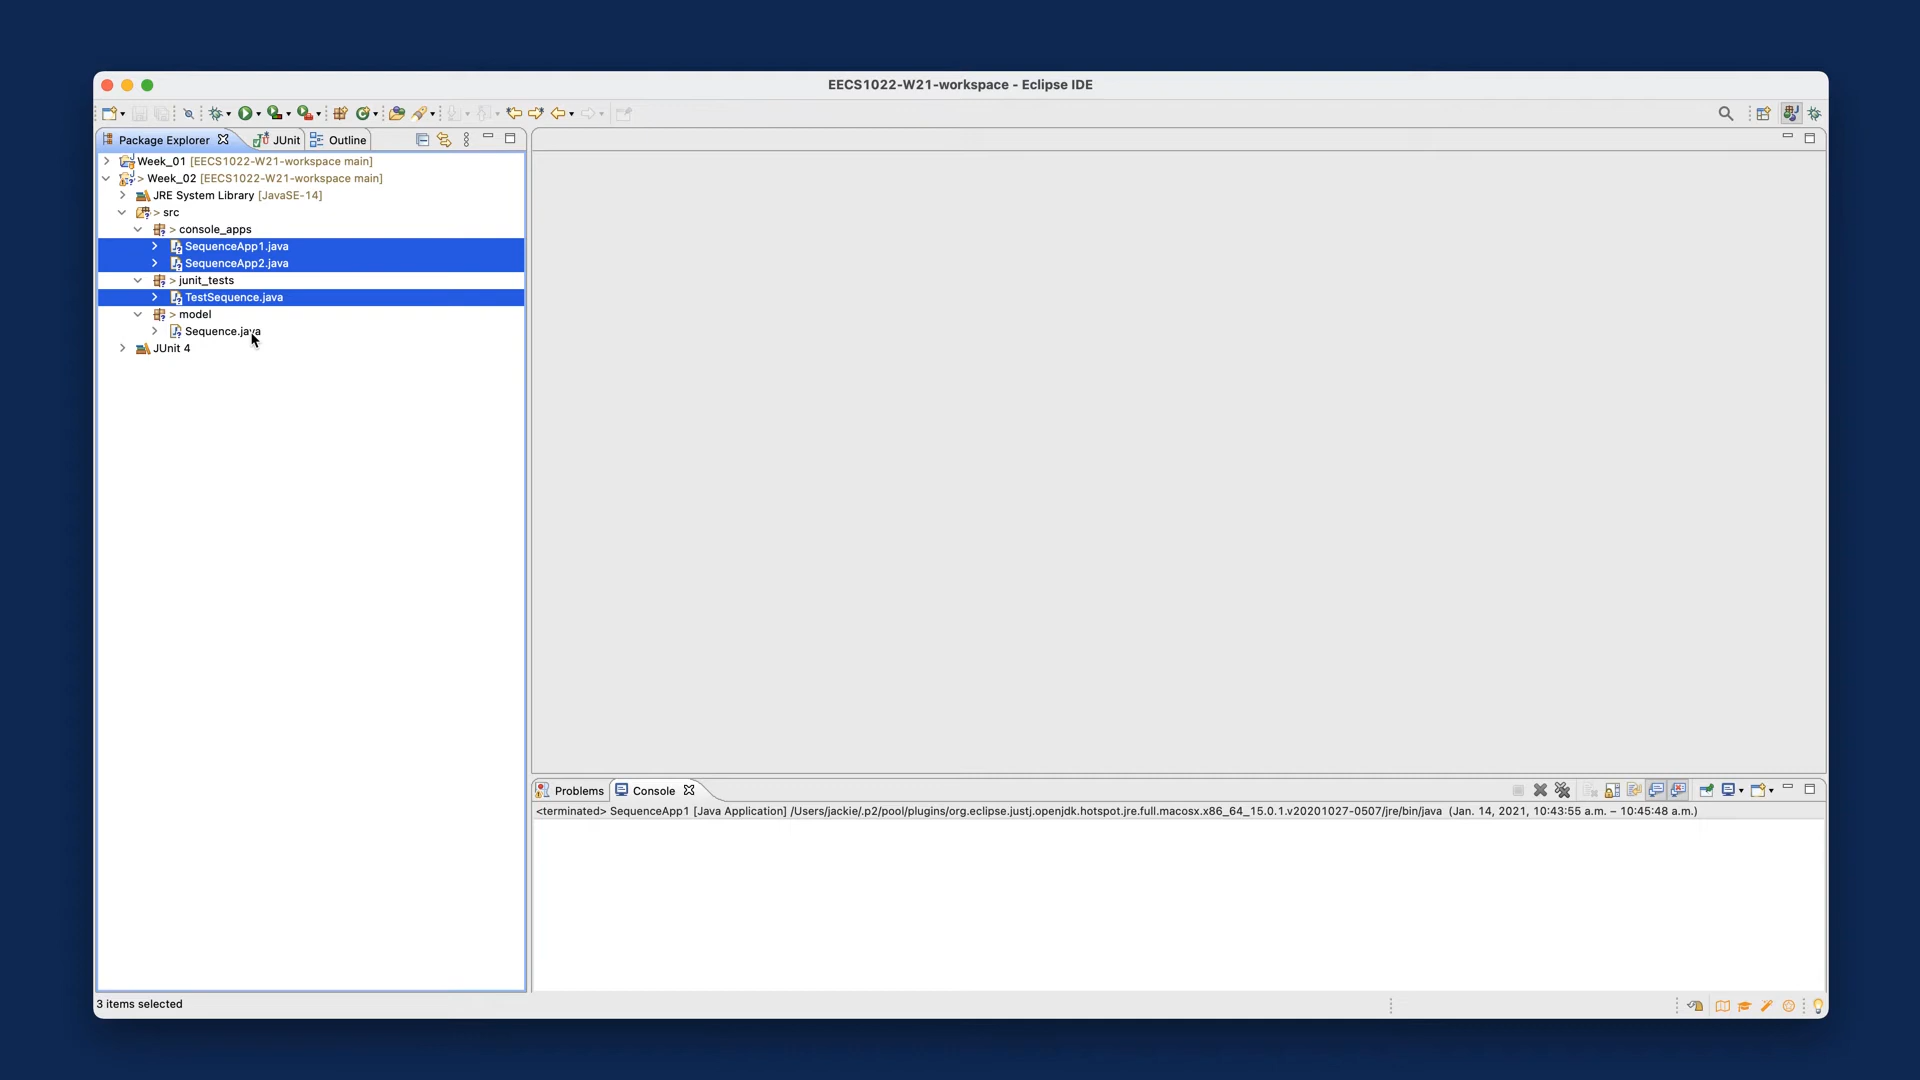 EECS1022-W21-workspace - Eclipse IDE
Package Explorer
JUnit
Outline
Week_01 [EECS1022-W21-workspace main]
> Week_02 [EECS1022-W21-workspace main]
JRE System Library [JavaSE-14]
> src
> console_apps
SequenceApp1.java
SequenceApp2.java
> junit_tests
TestSequence.java
> model
Sequence.java
JUnit 4
Problems
Console
<terminated> SequenceApp1 [Java Application] /Users/jackie/.p2/pool/plugins/org.eclipse.justj.openjdk.hotspot.jre.full.macosx.x86_64_15.0.1.v20201027-0507/jre/bin/java (Jan. 14, 2021, 10:43:55 a.m. – 10:45:48 a.m.)
3 items selected